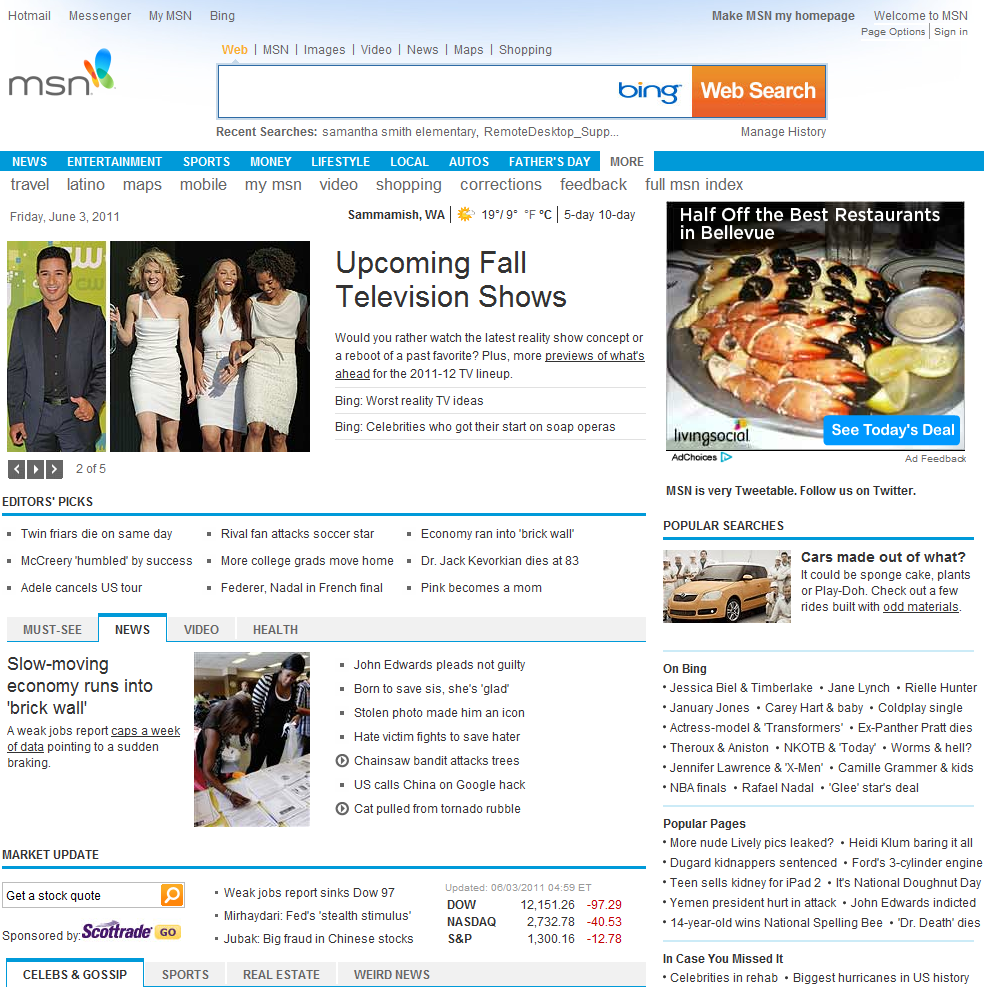 Hotmail Messenger My MSN Bing
Make MSN my homepage Welcome to MSN
Page Options Sign in
msn
Web MSN Images Video News Maps Shopping
bing Web Search
Recent Searches: samantha smith elementary, RemoteDesktop_Supp...
Manage History
NEWS ENTERTAINMENT SPORTS MONEY LIFESTYLE LOCAL AUTOS FATHER'S DAY MORE
travel latino maps mobile my msn video shopping corrections feedback full msn index
Friday, June 3, 2011
Sammamish, WA 19°/ 9° °F °C 5-day 10-day
CW
Upcoming Fall
Television Shows
Would you rather watch the latest reality show concept or
a reboot of a past favorite? Plus, more previews of what's
ahead for the 2011-12 TV lineup.
Bing: Worst reality TV ideas
Bing: Celebrities who got their start on soap operas
2 of 5
Half Off the Best Restaurants
in Bellevue
livingsocial
See Today's Deal
AdChoices
Ad Feedback
MSN is very Tweetable. Follow us on Twitter.
EDITORS' PICKS
Twin friars die on same day
McCreery 'humbled' by success
Adele cancels US tour
Rival fan attacks soccer star
More college grads move home
Federer, Nadal in French final
Economy ran into 'brick wall'
Dr. Jack Kevorkian dies at 83
Pink becomes a mom
POPULAR SEARCHES
Cars made out of what?
It could be sponge cake, plants
or Play-Doh. Check out a few
rides built with odd materials.
MUST-SEE NEWS VIDEO HEALTH
Slow-moving
economy runs into
'brick wall'
A weak jobs report caps a week
of data pointing to a sudden
braking.
John Edwards pleads not guilty
Born to save sis, she's 'glad'
Stolen photo made him an icon
Hate victim fights to save hater
Chainsaw bandit attacks trees
US calls China on Google hack
Cat pulled from tornado rubble
On Bing
• Jessica Biel & Timberlake • Jane Lynch • Rielle Hunter
• January Jones • Carey Hart & baby • Coldplay single
• Actress-model & 'Transformers' • Ex-Panther Pratt dies
• Theroux & Aniston • NKOTB & 'Today' • Worms & hell?
• Jennifer Lawrence & 'X-Men' • Camille Grammer & kids
• NBA finals • Rafael Nadal • 'Glee' star's deal
Popular Pages
• More nude Lively pics leaked? • Heidi Klum baring it all
• Dugard kidnappers sentenced • Ford's 3-cylinder engine
• Teen sells kidney for iPad 2 • It's National Doughnut Day
• Yemen president hurt in attack • John Edwards indicted
• 14-year-old wins National Spelling Bee • 'Dr. Death' dies
In Case You Missed It
• Celebrities in rehab • Biggest hurricanes in US history
MARKET UPDATE
Get a stock quote
Sponsored by: Scottrade GO
Weak jobs report sinks Dow 97
Mirhaydari: Fed's 'stealth stimulus'
Jubak: Big fraud in Chinese stocks
Updated: 06/03/2011 04:59 ET
DOW 12,151.26 -97.29
NASDAQ 2,732.78 -40.53
S&P 1,300.16 -12.78
CELEBS & GOSSIP SPORTS REAL ESTATE WEIRD NEWS